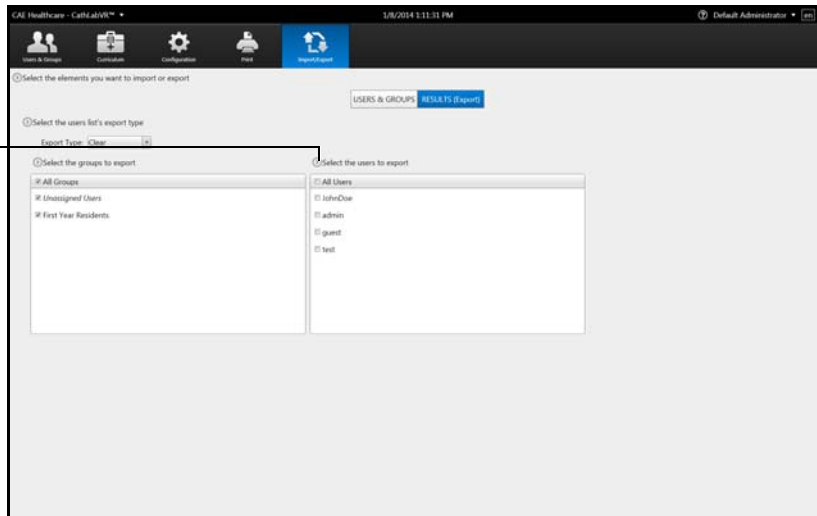 CAE Healthcare - CathLabVR™
1/8/2014 1:11:31 PM
Default Administrator
en
Users & Groups
Curriculum
Configuration
Print
Import/Export
Select the elements you want to import or export
USERS & GROUPS
RESULTS (Export)
Select the users list's export type
Export Type: Clear
Select the groups to export
Select the users to export
All Groups
Unassigned Users
First Year Residents
All Users
JohnDoe
admin
guest
test